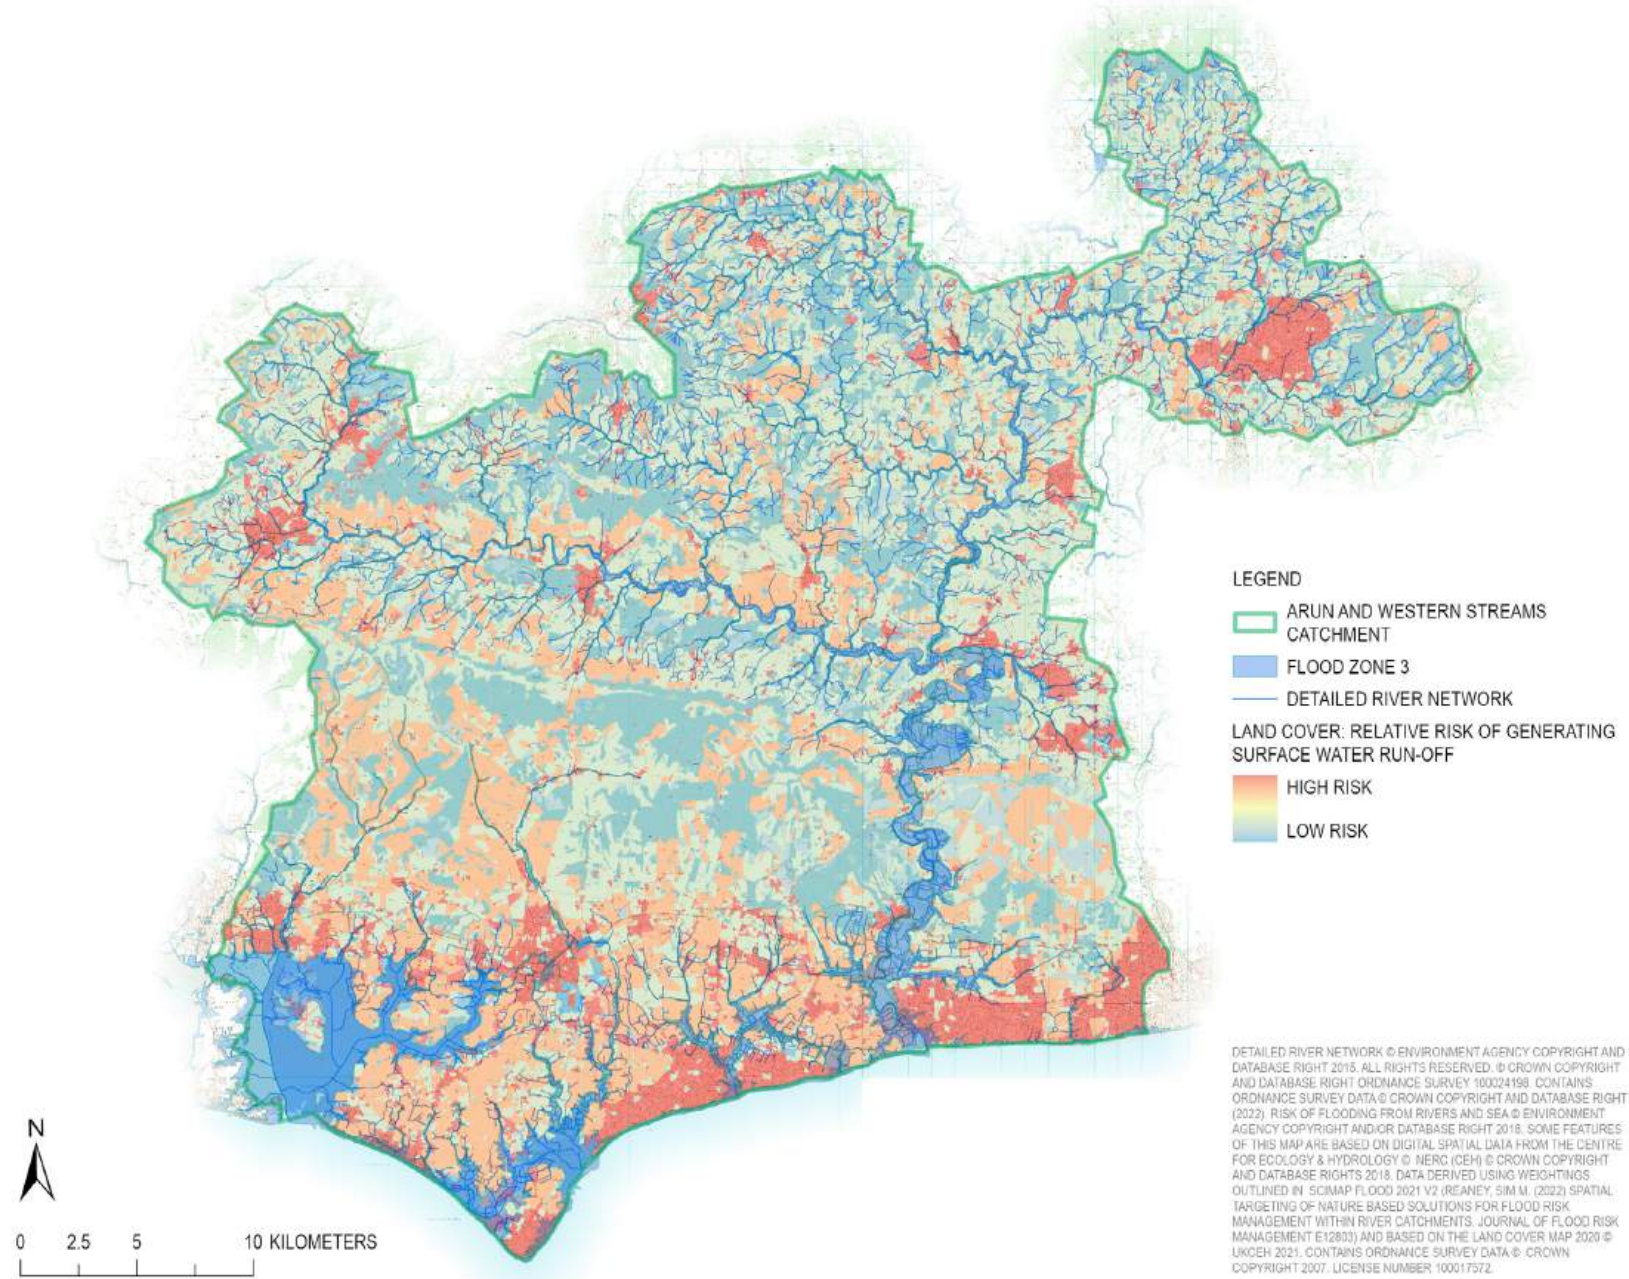 LEGEND
ARUN AND WESTERN STREAMS
CATCHMENT
FLOOD ZONE 3
DETAILED RIVER NETWORK
LAND COVER: RELATIVE RISK OF GENERATING
SURFACE WATER RUN-OFF
HIGH RISK
LOW RISK
DETAILED RIVER NETWORK © ENVIRONMENT AGENCY COPYRIGHT AND
DATABASE RIGHT 2015. ALL RIGHTS RESERVED. © CROWN COPYRIGHT
AND DATABASE RIGHT ORDNANCE SURVEY 100024198. CONTAINS
ORDNANCE SURVEY DATA © CROWN COPYRIGHT AND DATABASE RIGHT
(2022). RISK OF FLOODING FROM RIVERS AND SEA © ENVIRONMENT
AGENCY COPYRIGHT AND/OR DATABASE RIGHT 2018. SOME FEATURES
OF THIS MAP ARE BASED ON DIGITAL SPATIAL DATA FROM THE CENTRE
FOR ECOLOGY & HYDROLOGY © NERC (CEH) © CROWN COPYRIGHT
AND DATABASE RIGHTS 2018. DATA DERIVED USING WEIGHTINGS
OUTLINED IN SCIMAP FLOOD 2021 V2 (REANEY, SIM M. (2022) SPATIAL
TARGETING OF NATURE BASED SOLUTIONS FOR FLOOD RISK
MANAGEMENT WITHIN RIVER CATCHMENTS. JOURNAL OF FLOOD RISK
MANAGEMENT E12803) AND BASED ON THE LAND COVER MAP 2020 ©
UKCEH 2021. CONTAINS ORDNANCE SURVEY DATA © CROWN
COPYRIGHT 2007. LICENSE NUMBER 100017572.
N
0 2.5 5 10 KILOMETERS